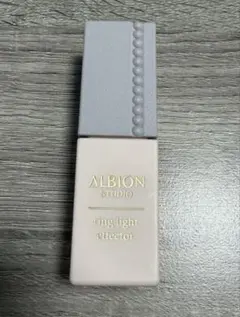 ALBION
STUDIO
ring light
effector